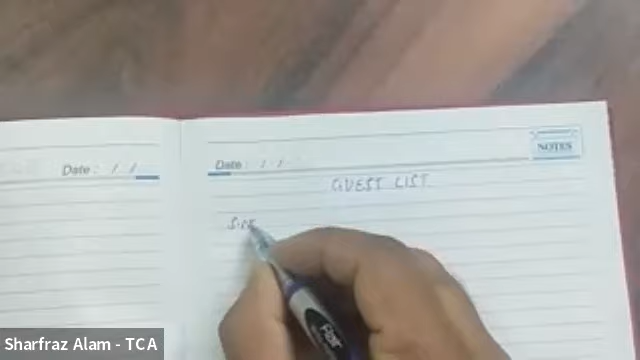 Date : / /
Date : / /
NOTES
GUEST LIST
Sharfraz Alam - TCA